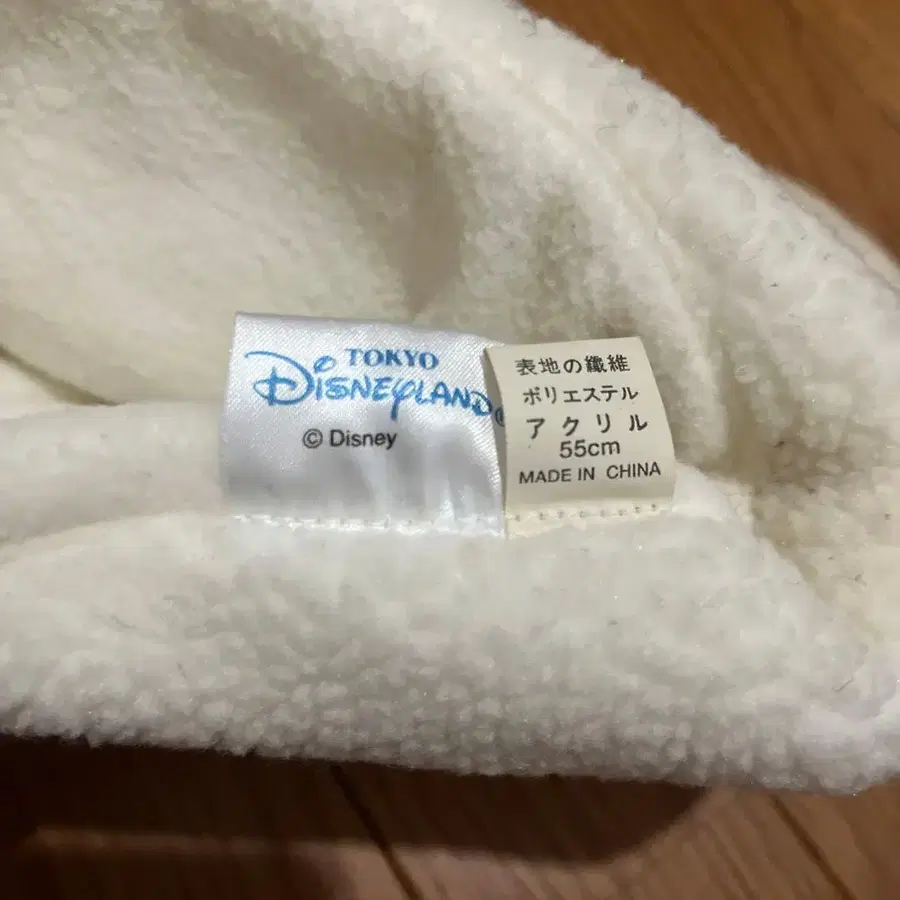 TOKYO
DISNEYLAND®
© Disney
表地の繊維
ポリエステル
アクリル
55cm
MADE IN CHINA